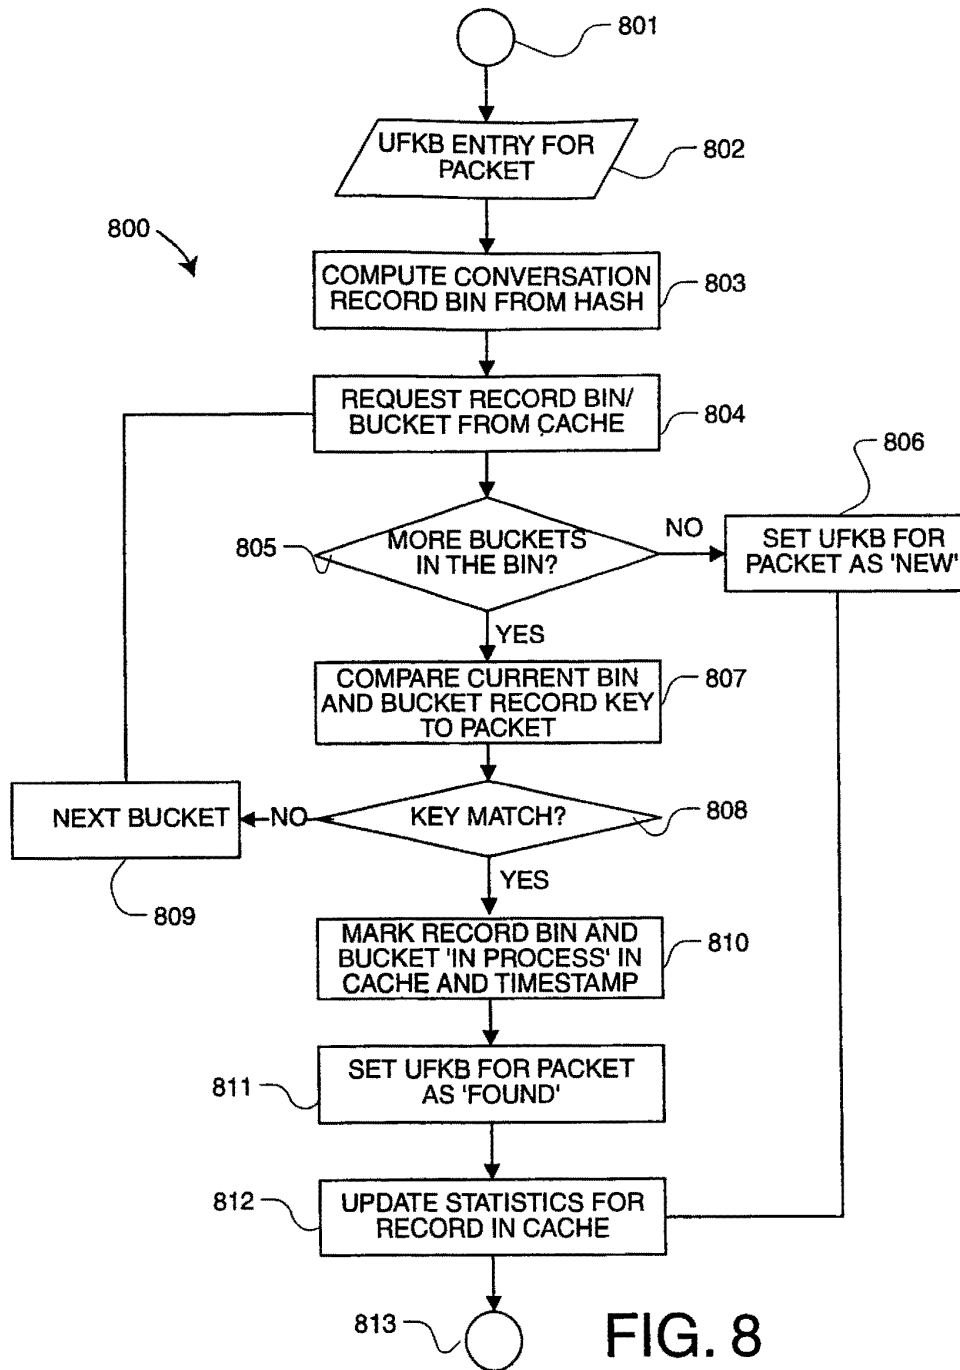 801
UFKB ENTRY FOR
PACKET
802
800
COMPUTE CONVERSATION
RECORD BIN FROM HASH
803
REQUEST RECORD BIN/
BUCKET FROM CACHE
804
806
805
MORE BUCKETS
IN THE BIN?
NO
SET UFKB FOR
PACKET AS 'NEW'
YES
COMPARE CURRENT BIN
AND BUCKET RECORD KEY
TO PACKET
807
NEXT BUCKET
NO
KEY MATCH?
808
809
YES
MARK RECORD BIN AND
BUCKET 'IN PROCESS' IN
CACHE AND TIMESTAMP
810
811
SET UFKB FOR PACKET
AS 'FOUND'
812
UPDATE STATISTICS FOR
RECORD IN CACHE
813
FIG. 8